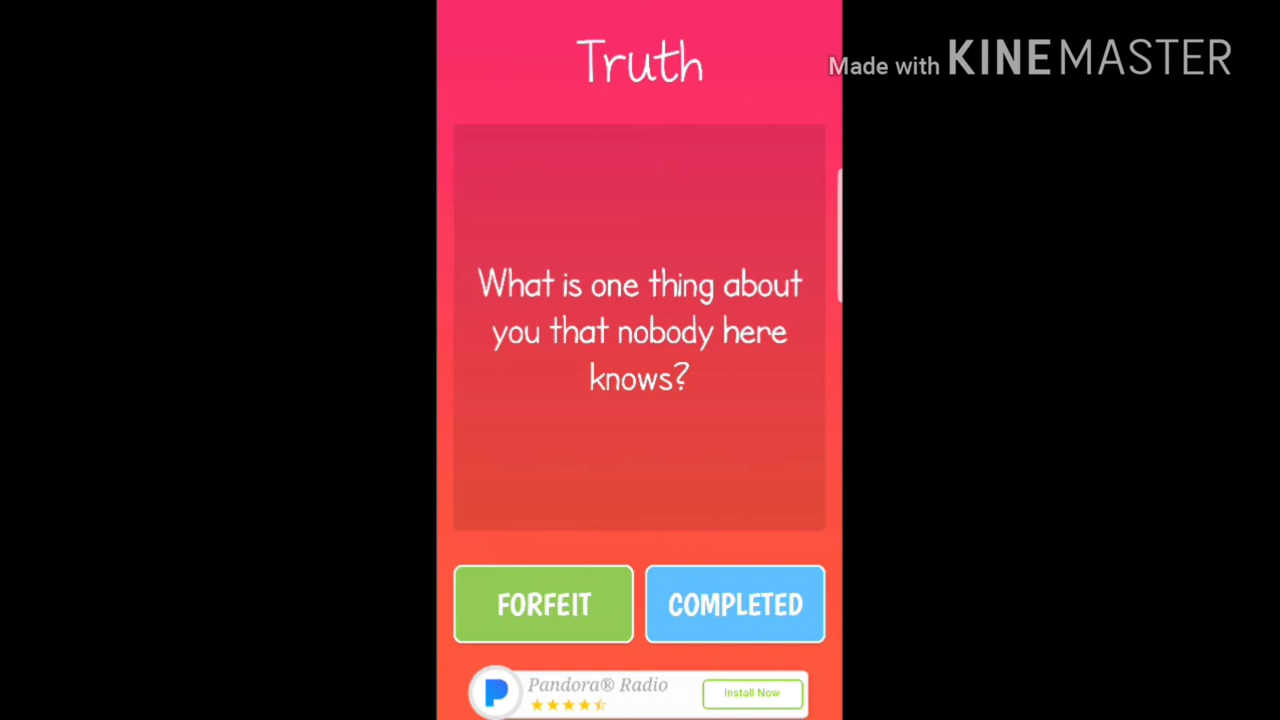 Truth
Made with KINEMASTER
What is one thing about
you that nobody here
knows?
FORFEIT
COMPLETED
Pandora® Radio
Install Now